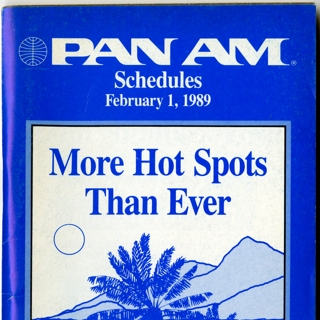 PAN AM®
Schedules
February 1, 1989
More Hot Spots
Than Ever